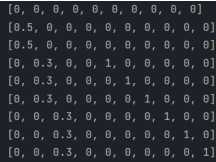 [0, 0, 0, 0, 0, 0, 0, 0, 0, 0]
[0.5, 0, 0, 0, 0, 0, 0, 0, 0, 0]
[0.5, 0, 0, 0, 0, 0, 0, 0, 0, 0]
[0, 0.3, 0, 0, 1, 0, 0, 0, 0, 0]
[0, 0.3, 0, 0, 0, 1, 0, 0, 0, 0]
[0, 0.3, 0, 0, 0, 0, 1, 0, 0, 0]
[0, 0, 0.3, 0, 0, 0, 0, 1, 0, 0]
[0, 0, 0.3, 0, 0, 0, 0, 0, 1, 0]
[0, 0, 0.3, 0, 0, 0, 0, 0, 0, 1]